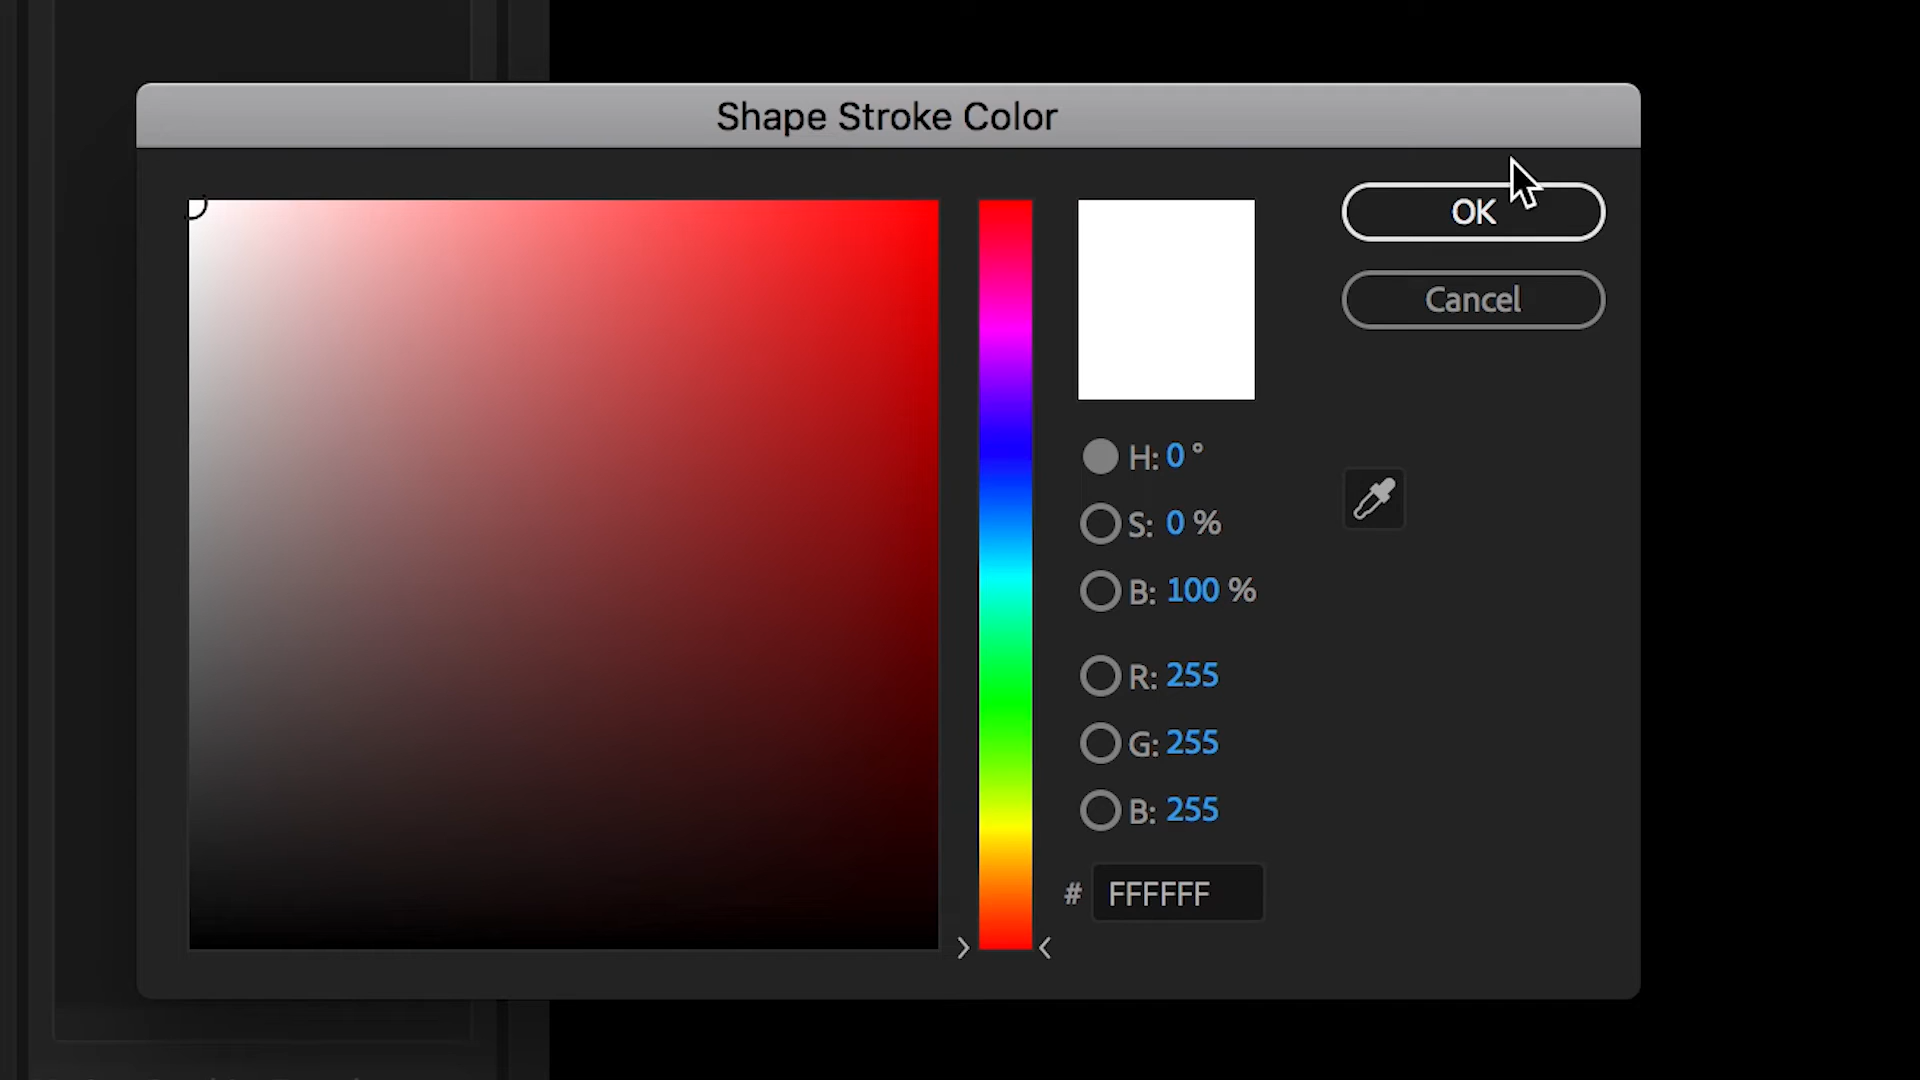 Shape Stroke Color
OK
Cancel
H: 0 °
S: 0 %
B: 100 %
R: 255
G: 255
B: 255
# FFFFFF